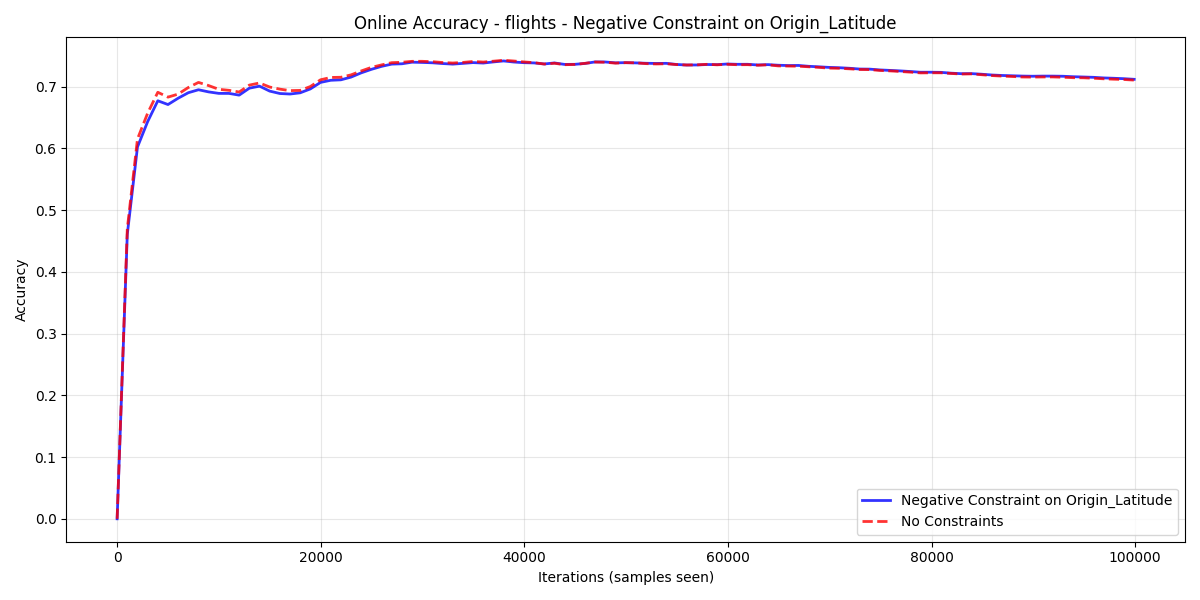 Online Accuracy - flights - Negative Constraint on Origin_Latitude
Accuracy
0.7
0.6
0.5
0.4
0.3
0.2
0.1
0.0
Negative Constraint on Origin_Latitude
No Constraints
0 20000 40000 60000 80000 100000
Iterations (samples seen)